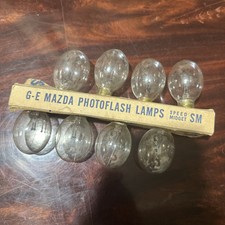 G-E MAZDA PHOTOFLASH LAMPS SPEED MIDGET SM